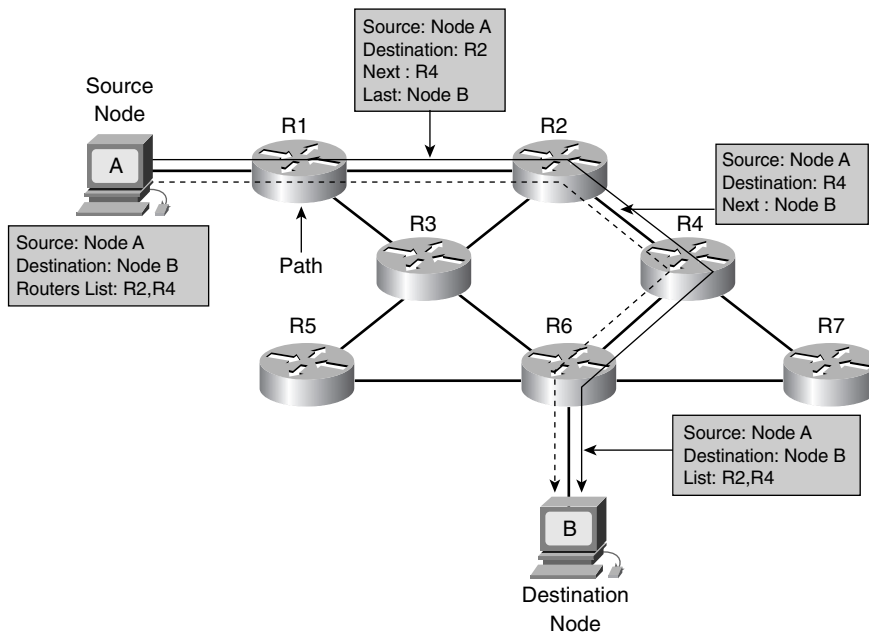 Source: Node A
Destination: R2
Next : R4
Last: Node B
Source
Node
R1
R2
A
Source: Node A
Destination: R4
Next : Node B
Source: Node A
Destination: Node B
Routers List: R2,R4
Path
R3
R4
R5
R6
R7
Source: Node A
Destination: Node B
List: R2,R4
B
Destination
Node